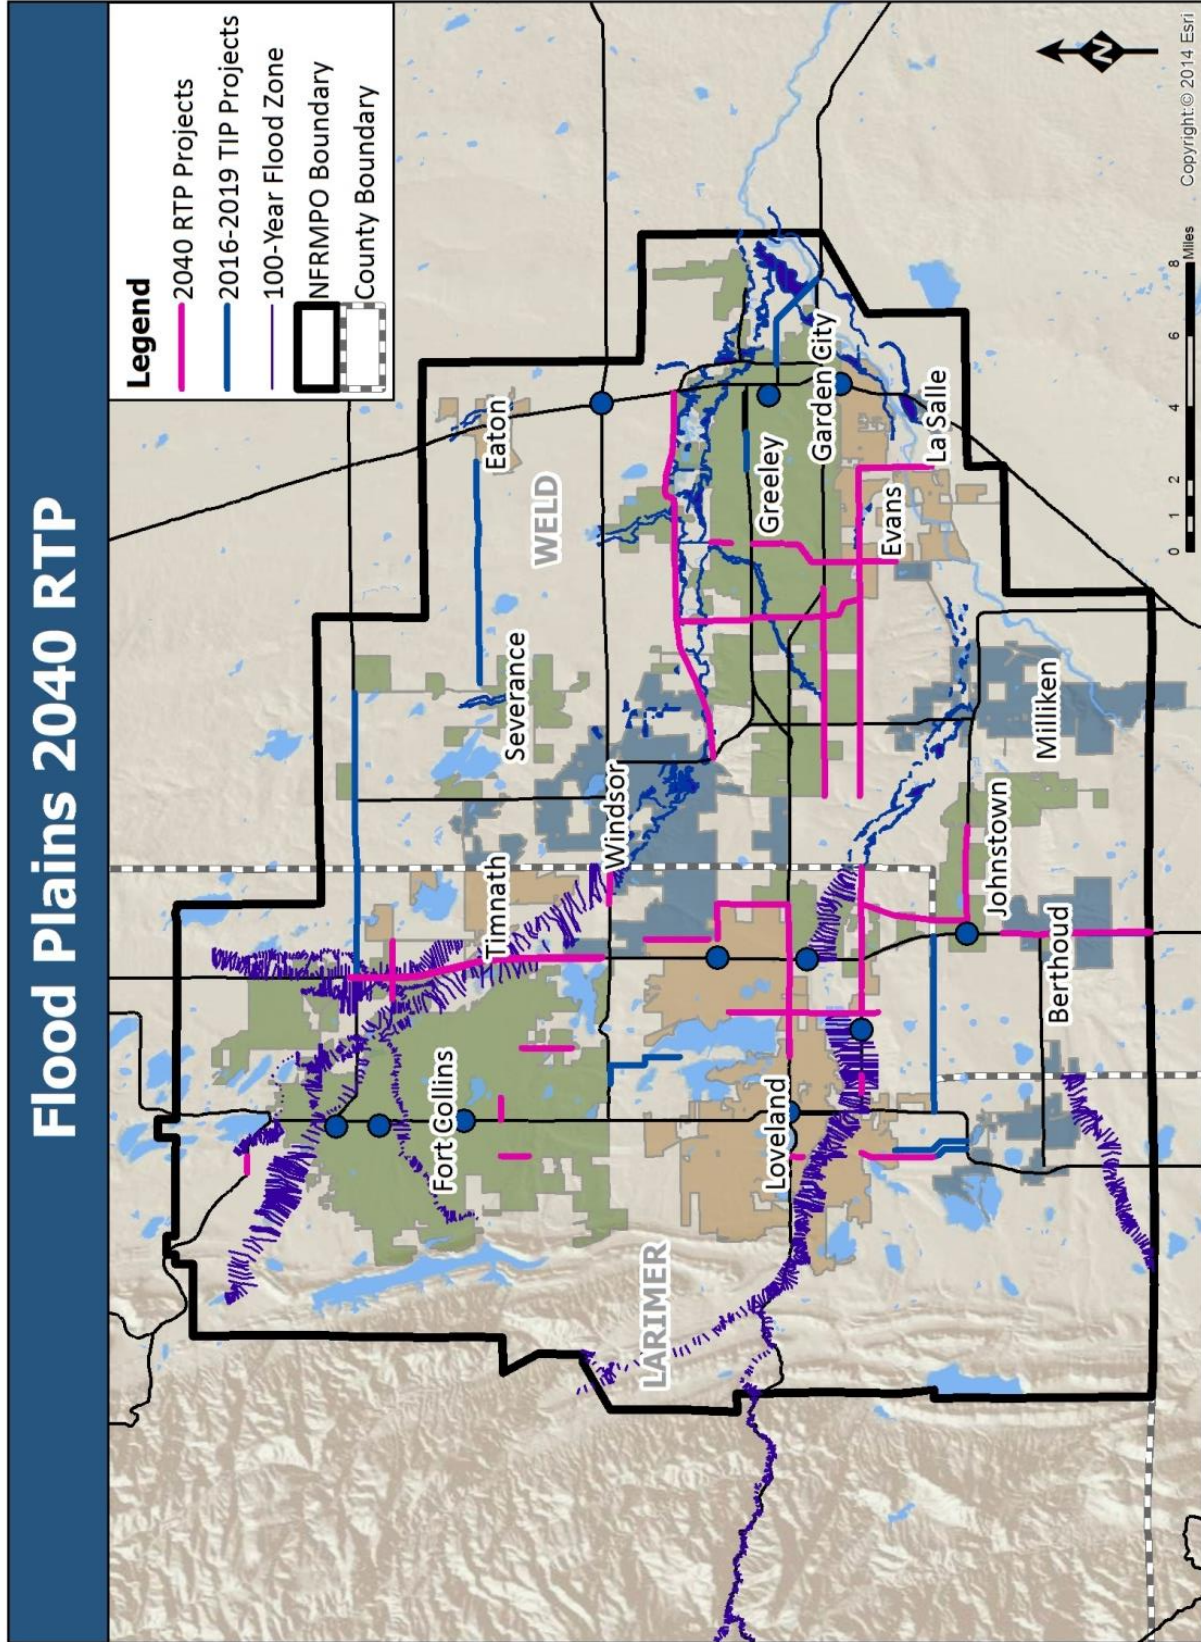 Flood Plains 2040 RTP
Legend
2040 RTP Projects
2016-2019 TIP Projects
100-Year Flood Zone
NFRMPO Boundary
County Boundary
Eaton
WELD
Severance
Timnath
Windsor
Fort Collins
LARIMER
Loveland
Greeley
Garden City
Evans
La Salle
Milliken
Johnstown
Berthoud
N
0 1 2 4 6 8
Miles
Copyright:© 2014 Esri